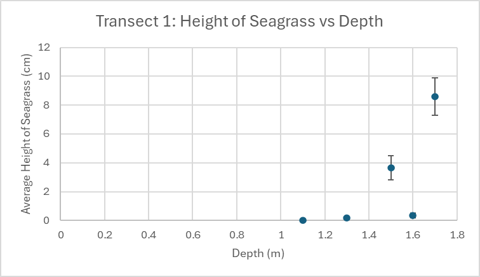 Transect 1: Height of Seagrass vs Depth
Average Height of Seagrass (cm)
12
10
8
6
4
2
0
0 0.2 0.4 0.6 0.8 1 1.2 1.4 1.6 1.8
Depth (m)